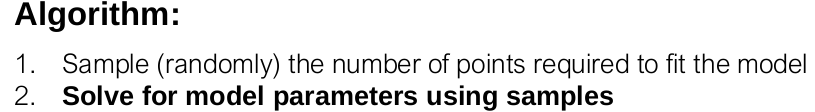 Algorithm:
1. Sample (randomly) the number of points required to fit the model
2. Solve for model parameters using samples